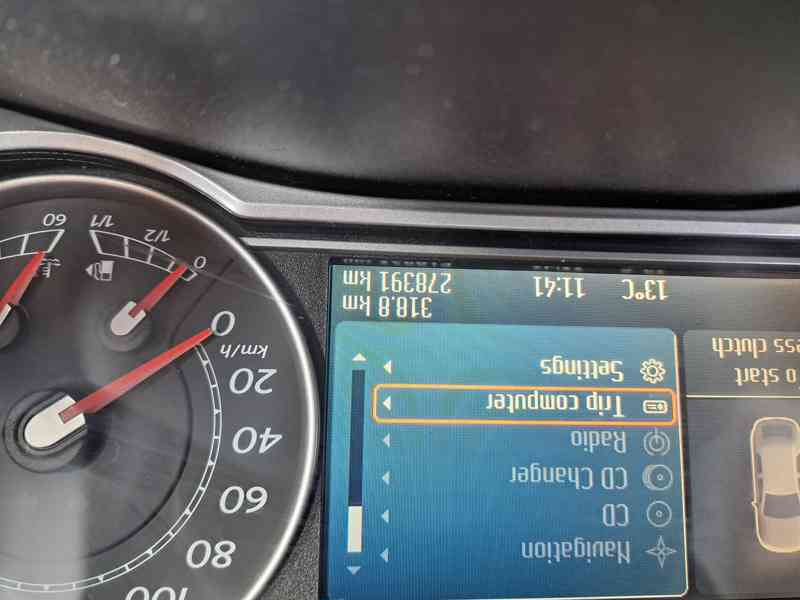 Navigation
CD
CD Changer
Radio
Trip computer
Settings
318.8 km
13°C 11:41 278391 km
o start
ess clutch
100
80
60
40
20
0
km/h
0 1/2 1/1
60